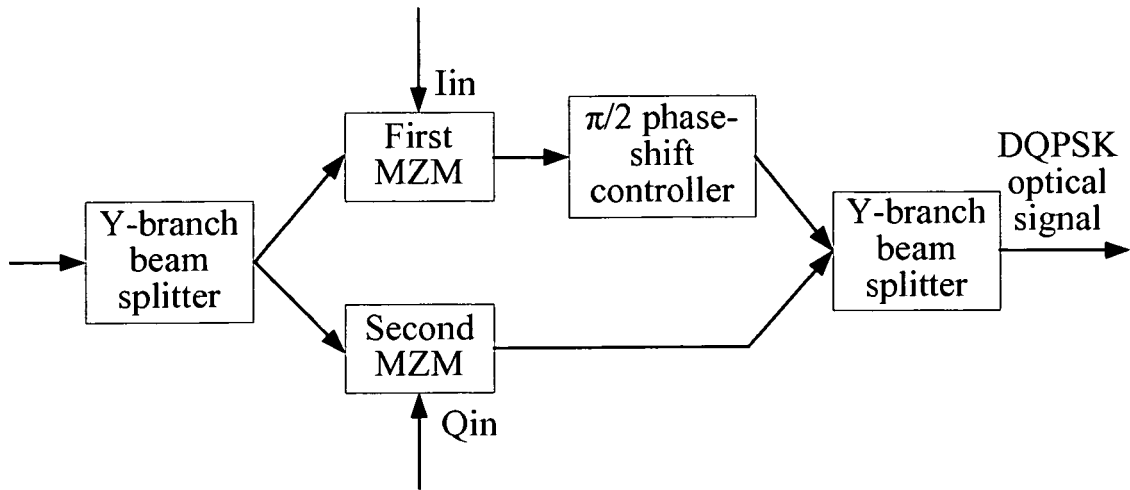 Iin
First
MZM
π/2 phase-
shift
controller
DQPSK
optical
signal
Y-branch
beam
splitter
Y-branch
beam
splitter
Second
MZM
Qin